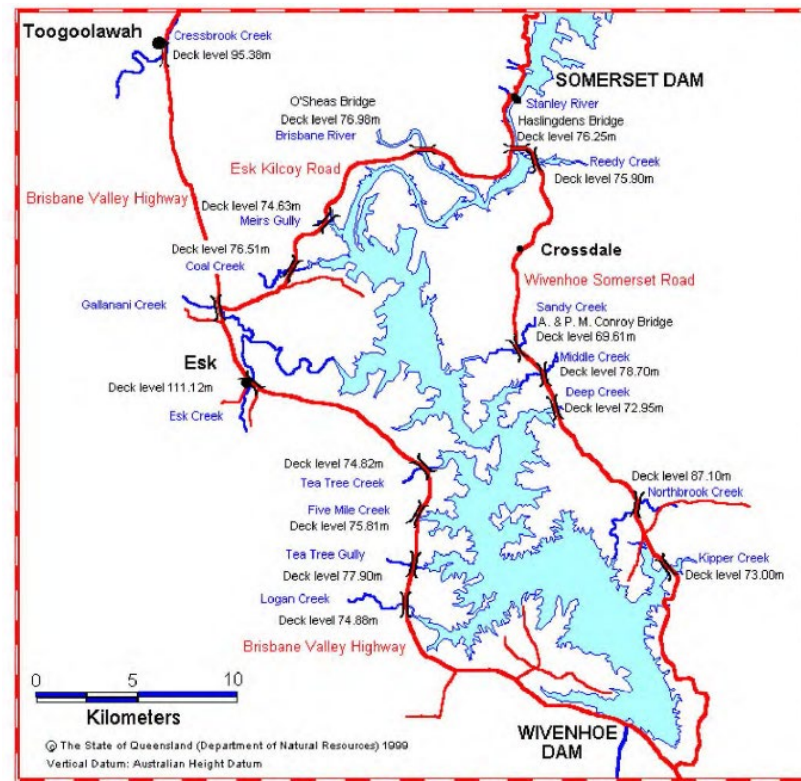 Toogoolawah
Cressbrook Creek
Deck level 95.38m
SOMERSET DAM
O'Sheas Bridge
Deck level 76.98m
Brisbane River
Stanley River
Haslingdens Bridge
Deck level 76.25m
Esk Kilcoy Road
Reedy Creek
Deck level 75.90m
Brisbane Valley Highway
Deck level 74.63m
Meirs Gully
Deck level 76.51m
Coal Creek
Crossdale
Wivenhoe Somerset Road
Gallanani Creek
Sandy Creek
A. & P. M. Conroy Bridge
Deck level 69.61m
Esk
Middle Creek
Deck level 78.70m
Deck level 111.12m
Deep Creek
Deck level 72.95m
Esk Creek
Deck level 74.82m
Tea Tree Creek
Deck level 87.10m
Northbrook Creek
Five Mile Creek
Deck level 75.81m
Tea Tree Gully
Deck level 77.90m
Kipper Creek
Deck level 73.00m
Logan Creek
Deck level 74.88m
Brisbane Valley Highway
0 5 10
Kilometers
WIVENHOE
DAM
© The State of Queensland (Department of Natural Resources) 1999
Vertical Datum: Australian Height Datum